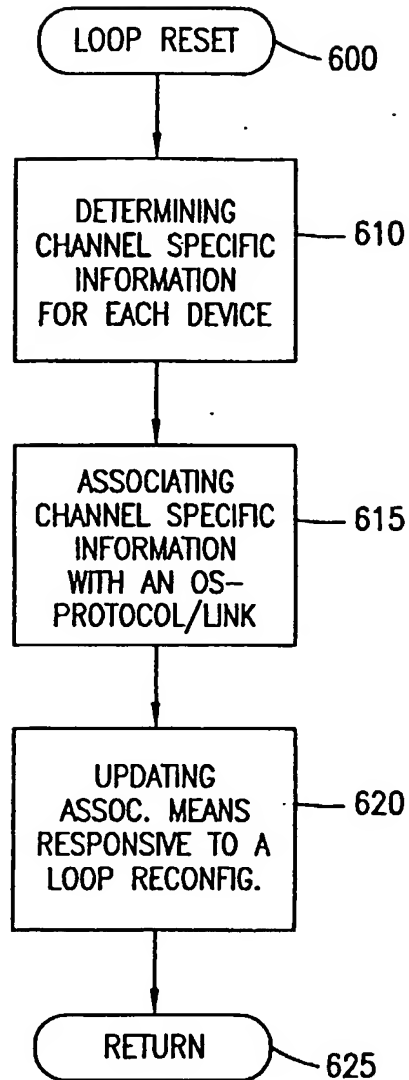 LOOP RESET
600
DETERMINING
CHANNEL SPECIFIC
INFORMATION
FOR EACH DEVICE
610
ASSOCIATING
CHANNEL SPECIFIC
INFORMATION
WITH AN OS-
PROTOCOL/LINK
615
UPDATING
ASSOC. MEANS
RESPONSIVE TO A
LOOP RECONFIG.
620
RETURN
625